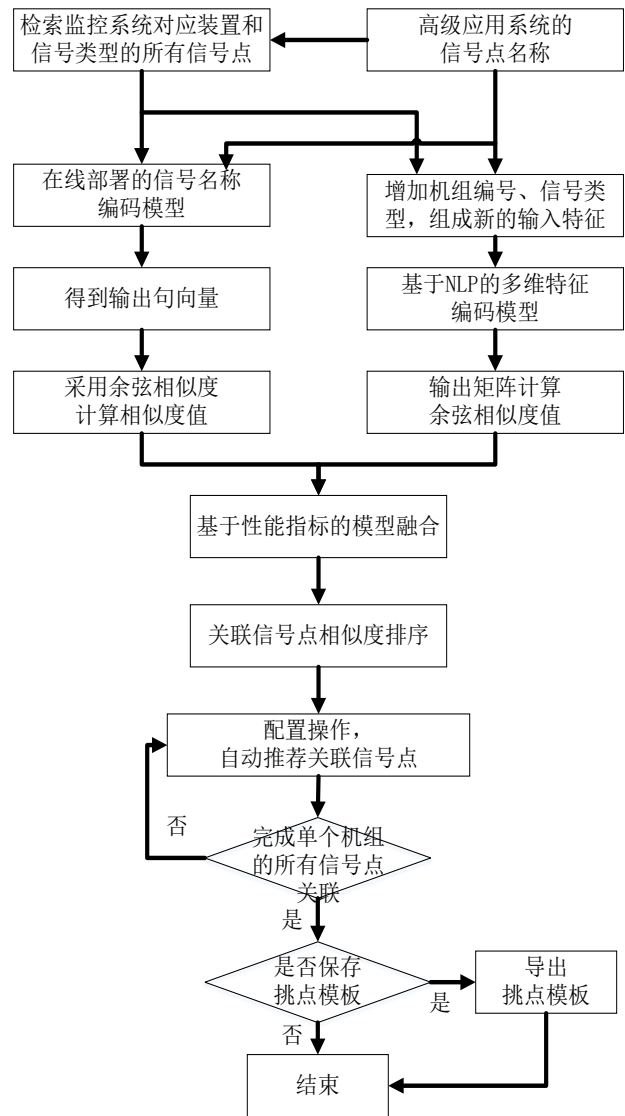 检索监控系统对应装置和
信号类型的所有信号点
高级应用系统的
信号点名称
在线部署的信号名称
编码模型
增加机组编号、信号类
型，组成新的输入特征
得到输出句向量
基于NLP的多维特征
编码模型
采用余弦相似度
计算相似度值
输出矩阵计算
余弦相似度值
基于性能指标的模型融合
关联信号点相似度排序
配置操作，
自动推荐关联信号点
否
完成单个机组
的所有信号点
关联
是
是否保存
挑点模板
是
导出
挑点模板
否
结束